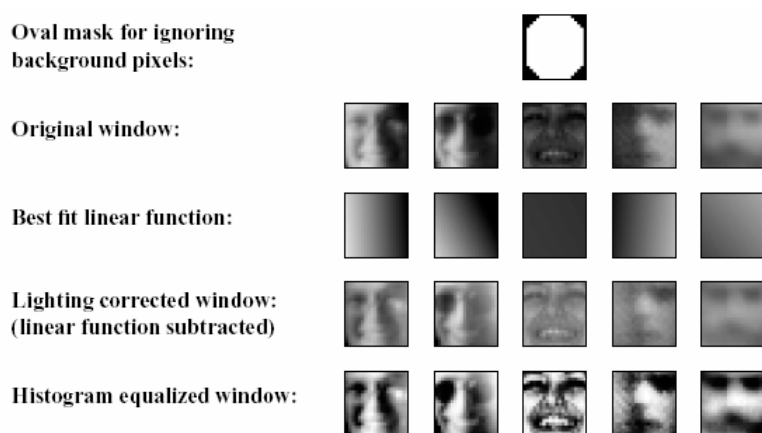 Oval mask for ignoring
background pixels:
Original window:
Best fit linear function:
Lighting corrected window:
(linear function subtracted)
Histogram equalized window: